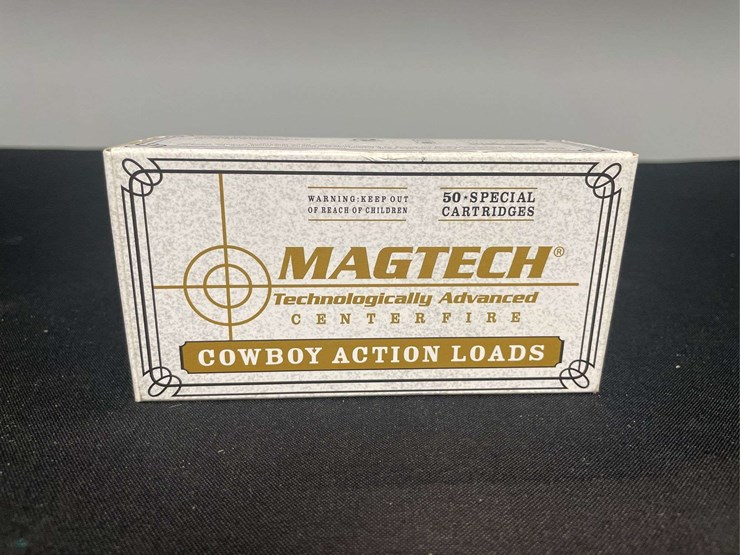 WARNING: KEEP OUT
OF REACH OF CHILDREN
50 · SPECIAL
CARTRIDGES
MAGTECH®
Technologically Advanced
CENTERFIRE
COWBOY ACTION LOADS